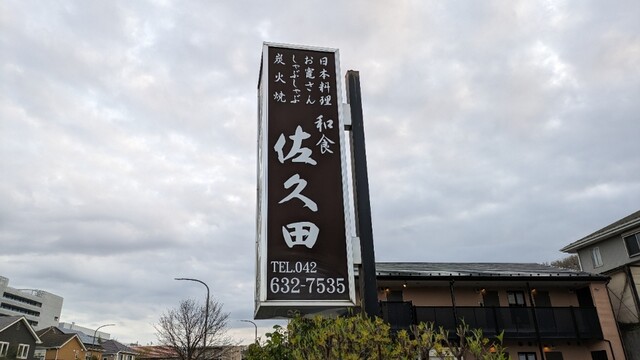 日本料理
お竈さん
しゃぶしゃぶ
炭火焼
和食
佐久田
TEL.042
632-7535